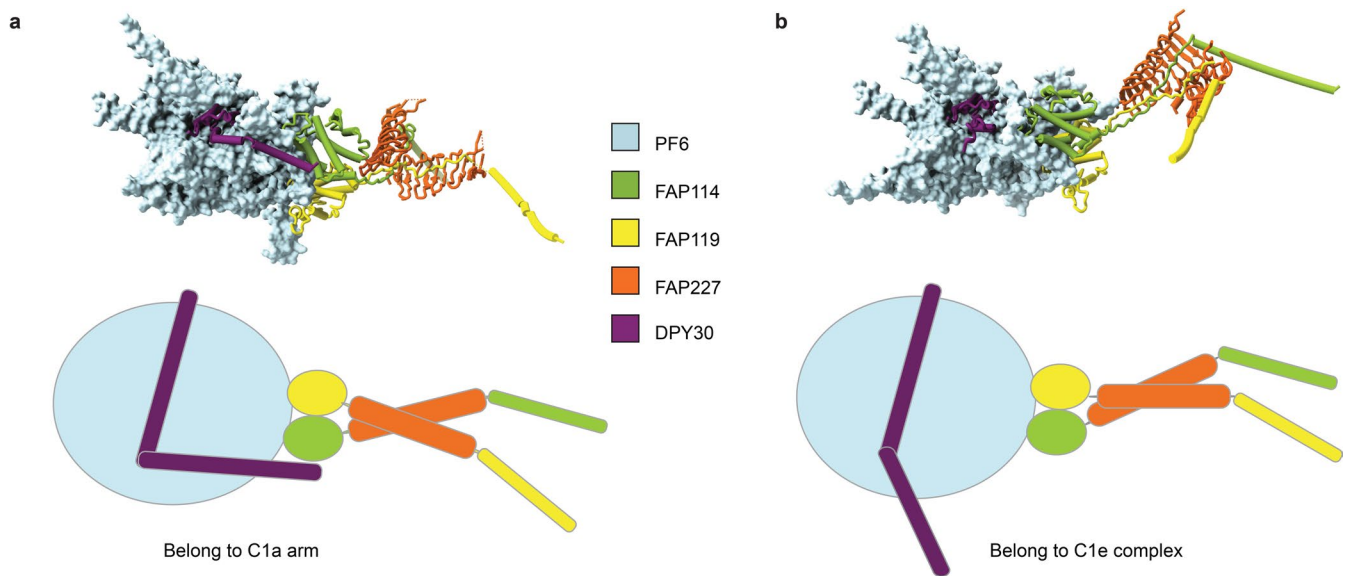 a
b
PF6
FAP114
FAP119
FAP227
DPY30
Belong to C1a arm
Belong to C1e complex